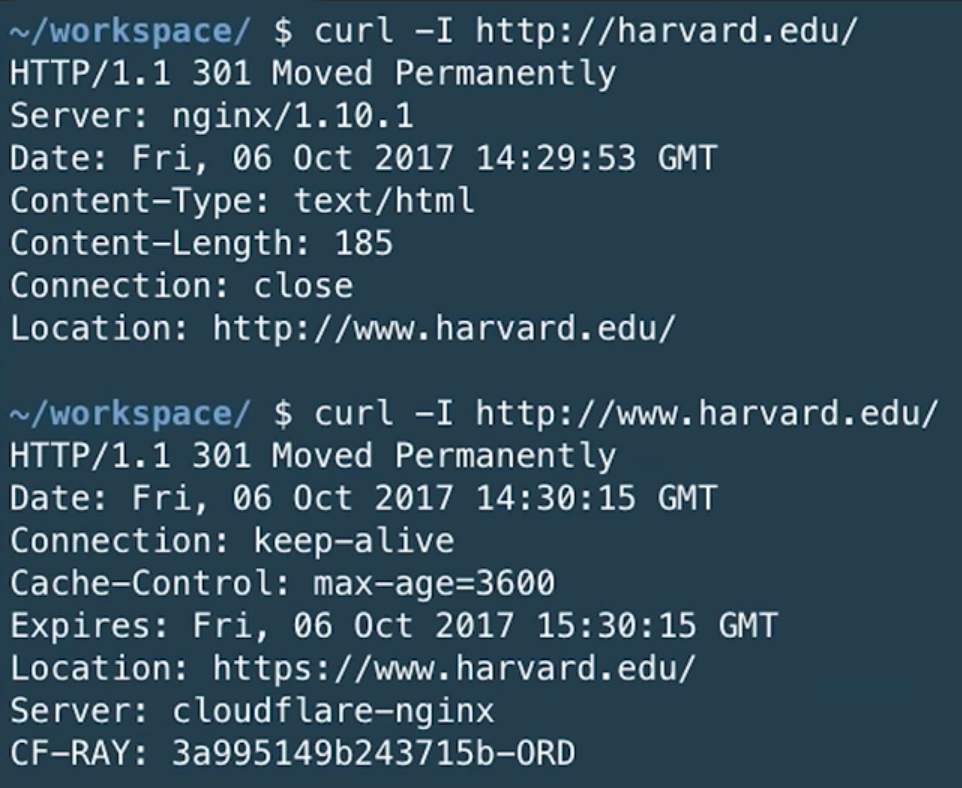 ~/workspace/ $ curl -I http://harvard.edu/
HTTP/1.1 301 Moved Permanently
Server: nginx/1.10.1
Date: Fri, 06 Oct 2017 14:29:53 GMT
Content-Type: text/html
Content-Length: 185
Connection: close
Location: http://www.harvard.edu/
~/workspace/ $ curl -I http://www.harvard.edu/
HTTP/1.1 301 Moved Permanently
Date: Fri, 06 Oct 2017 14:30:15 GMT
Connection: keep-alive
Cache-Control: max-age=3600
Expires: Fri, 06 Oct 2017 15:30:15 GMT
Location: https://www.harvard.edu/
Server: cloudflare-nginx
CF-RAY: 3a995149b243715b-ORD